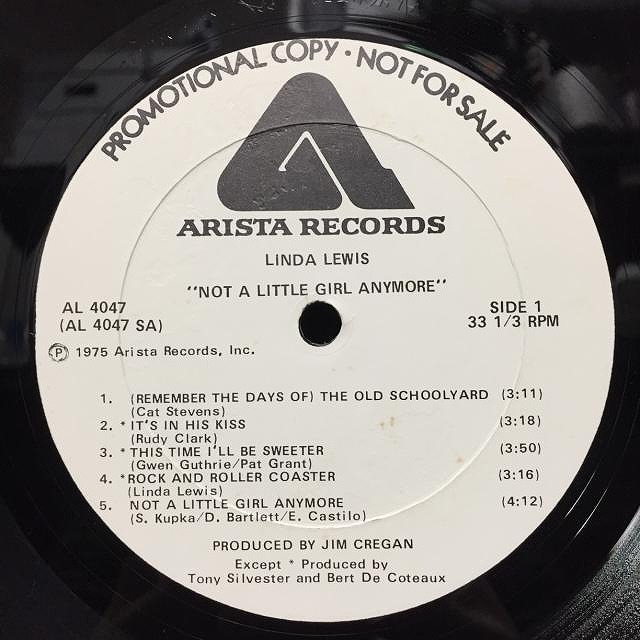 PROMOTIONAL COPY • NOT FOR SALE
ARISTA RECORDS
LINDA LEWIS
"NOT A LITTLE GIRL ANYMORE"
AL 4047
(AL 4047 SA)
SIDE 1
33 1/3 RPM
Ⓟ 1975 Arista Records, Inc.
1. (REMEMBER THE DAYS OF) THE OLD SCHOOLYARD (3:11)
(Cat Stevens)
2. *IT'S IN HIS KISS (3:18)
(Rudy Clark)
3. *THIS TIME I'LL BE SWEETER (3:50)
(Gwen Guthrie/Pat Grant)
4. *ROCK AND ROLLER COASTER (3:16)
(Linda Lewis)
5. NOT A LITTLE GIRL ANYMORE (4:12)
(S. Kupka/D. Bartlett/E. Castilo)
PRODUCED BY JIM CREGAN
Except * Produced by
Tony Silvester and Bert De Coteaux